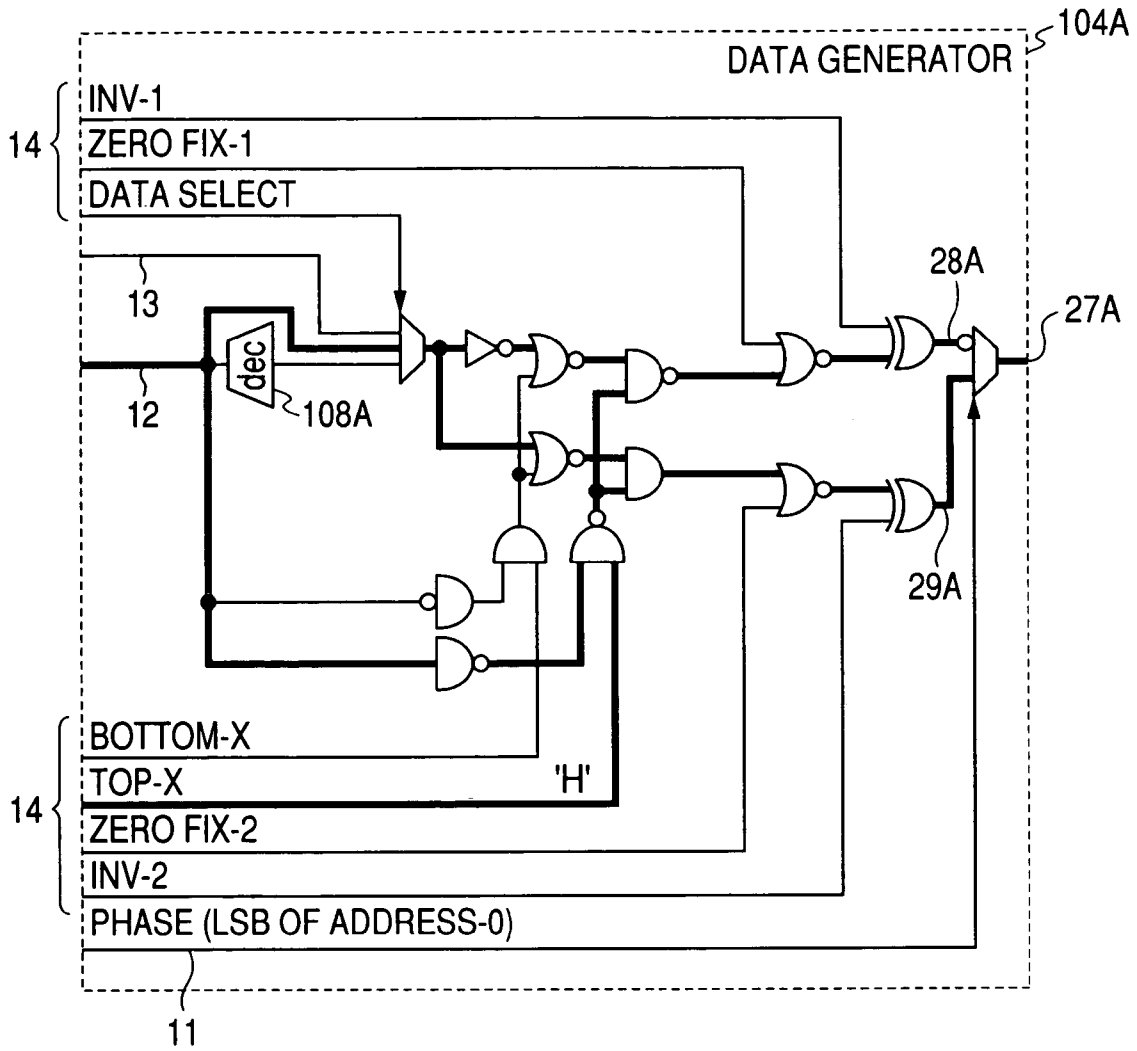 104A
DATA GENERATOR
14
INV-1
ZERO FIX-1
DATA SELECT
13
28A
27A
dec
12
108A
29A
14
BOTTOM-X
TOP-X
'H'
ZERO FIX-2
INV-2
PHASE (LSB OF ADDRESS-0)
11